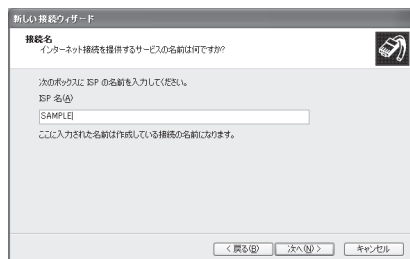 新しい接続ウィザード
接続名
インターネット接続を提供するサービスの名前は何ですか?
次のボックスに ISP の名前を入力してください。
ISP 名(A)
SAMPLE
ここに入力された名前は作成している接続の名前になります。
< 戻る(B)
次へ(N) >
キャンセル